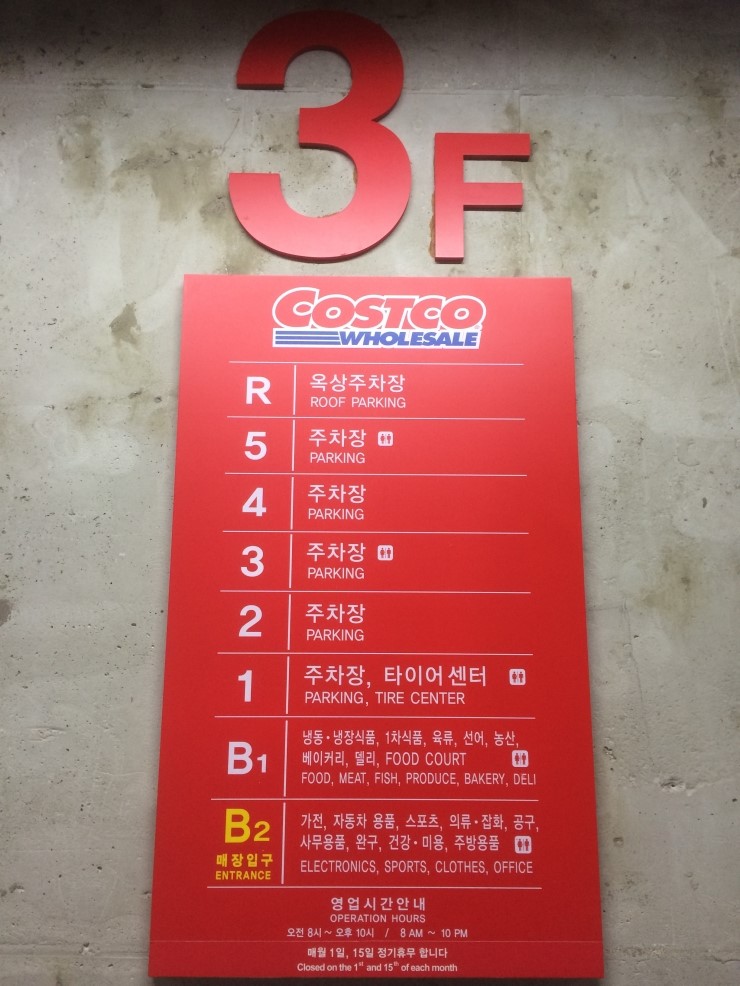 3F
COSTCO
WHOLESALE
R
옥상주차장
ROOF PARKING
5
주차장
PARKING
4
주차장
PARKING
3
주차장
PARKING
2
주차장
PARKING
1
주차장, 타이어센터
PARKING, TIRE CENTER
B1
냉동•냉장식품, 1차식품, 육류, 선어, 농산,
베이커리, 델리, FOOD COURT
FOOD, MEAT, FISH, PRODUCE, BAKERY, DELI
B2
매장입구
ENTRANCE
가전, 자동차 용품, 스포츠, 의류•잡화, 공구,
사무용품, 완구, 건강•미용, 주방용품
ELECTRONICS, SPORTS, CLOTHES, OFFICE
영업시간안내
OPERATION HOURS
오전 8시 ~ 오후 10시 / 8 AM ~ 10 PM
매월 1일, 15일 정기휴무 합니다
Closed on the 1st and 15th of each month